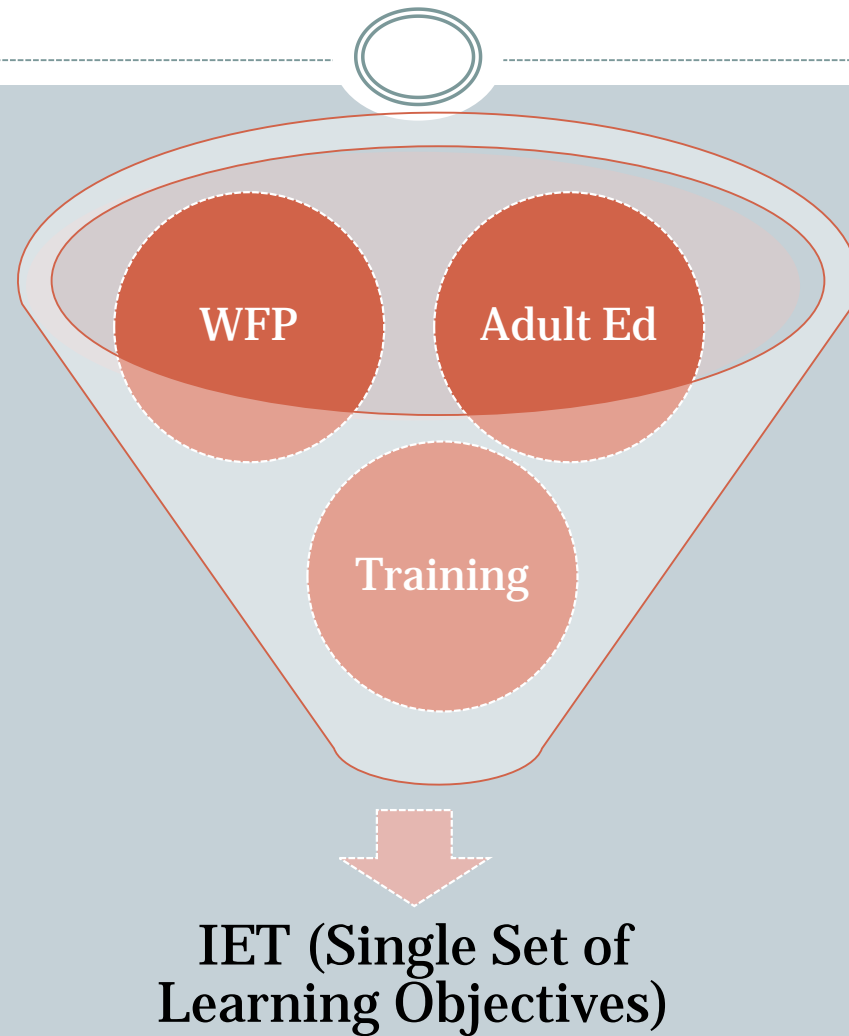 WFP
Adult Ed
Training
IET (Single Set of
Learning Objectives)